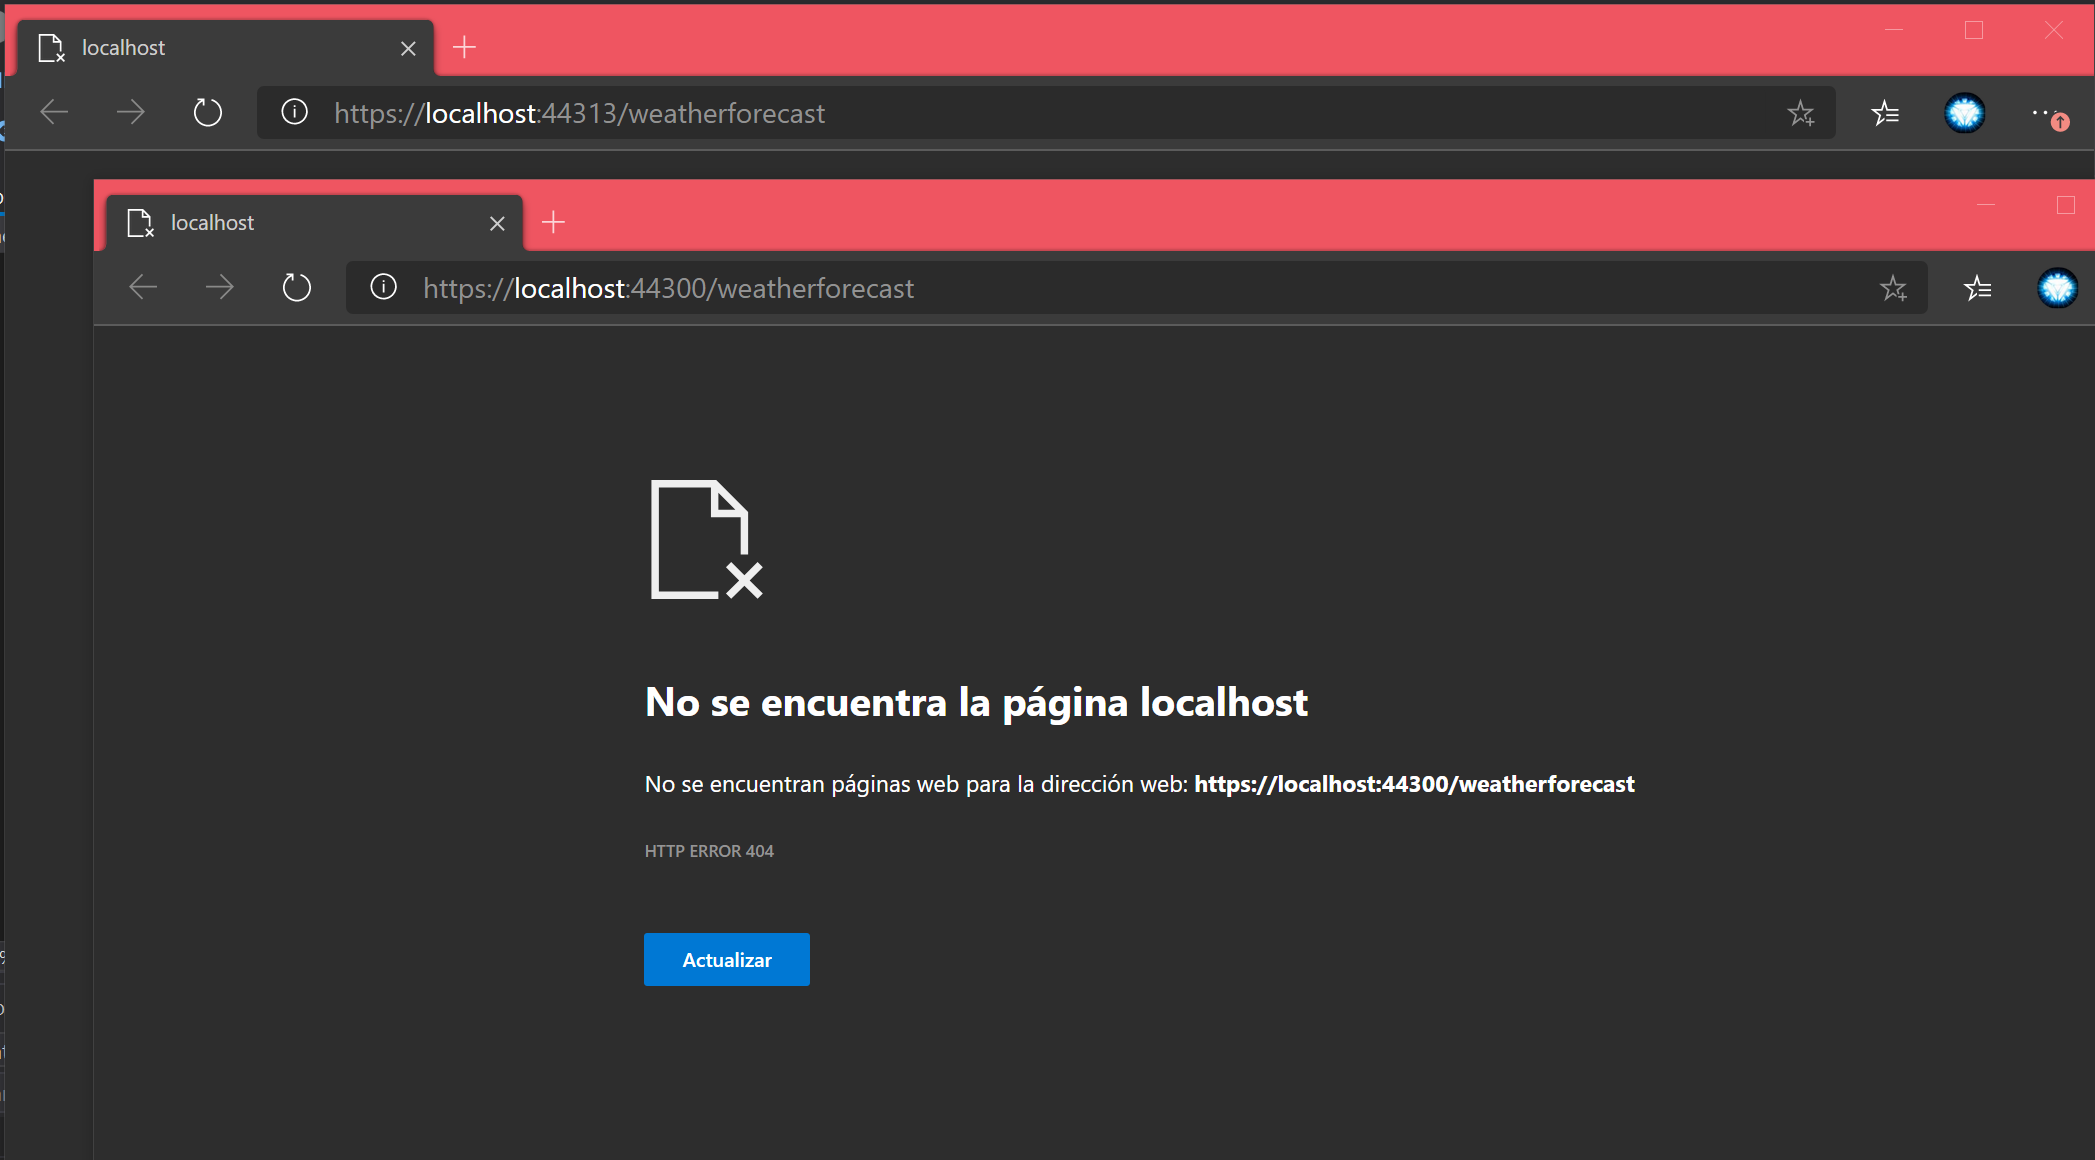 localhost
https://localhost:44313/weatherforecast
localhost
https://localhost:44300/weatherforecast
No se encuentra la página localhost
No se encuentran páginas web para la dirección web: https://localhost:44300/weatherforecast
HTTP ERROR 404
Actualizar